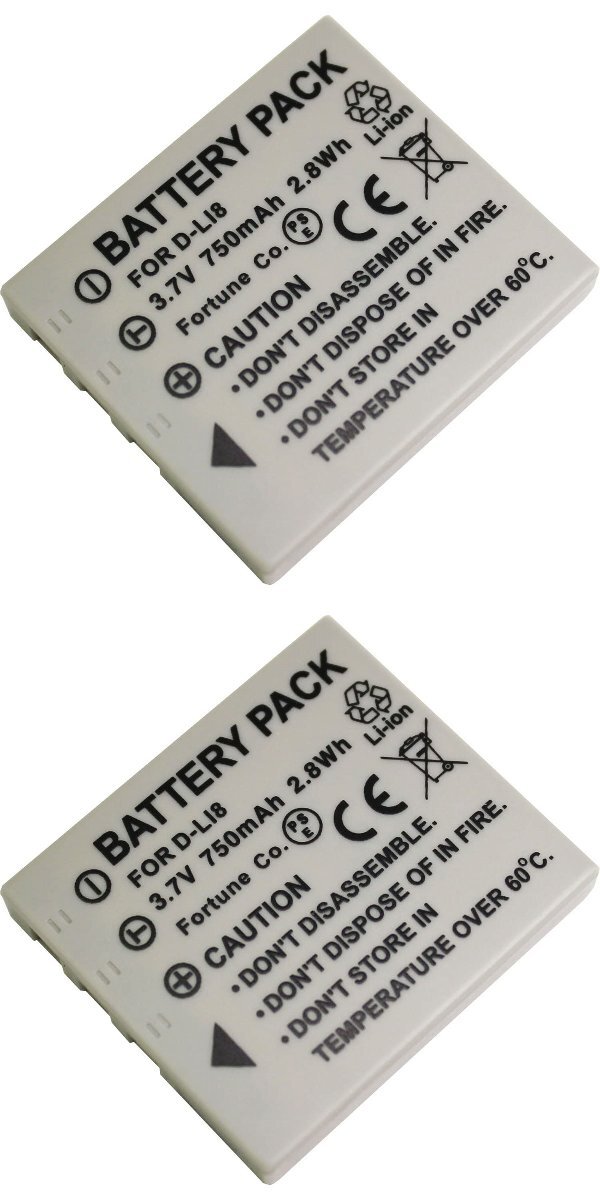 BATTERY PACK
FOR D-LI8
Li-ion
3.7V 750mAh 2.8Wh
Fortune Co. PSE CE
CAUTION
• DON'T DISASSEMBLE.
• DON'T DISPOSE OF IN FIRE.
• DON'T STORE IN
TEMPERATURE OVER 60°C.
BATTERY PACK
FOR D-LI8
Li-ion
3.7V 750mAh 2.8Wh
Fortune Co. PSE CE
CAUTION
• DON'T DISASSEMBLE.
• DON'T DISPOSE OF IN FIRE.
• DON'T STORE IN
TEMPERATURE OVER 60°C.